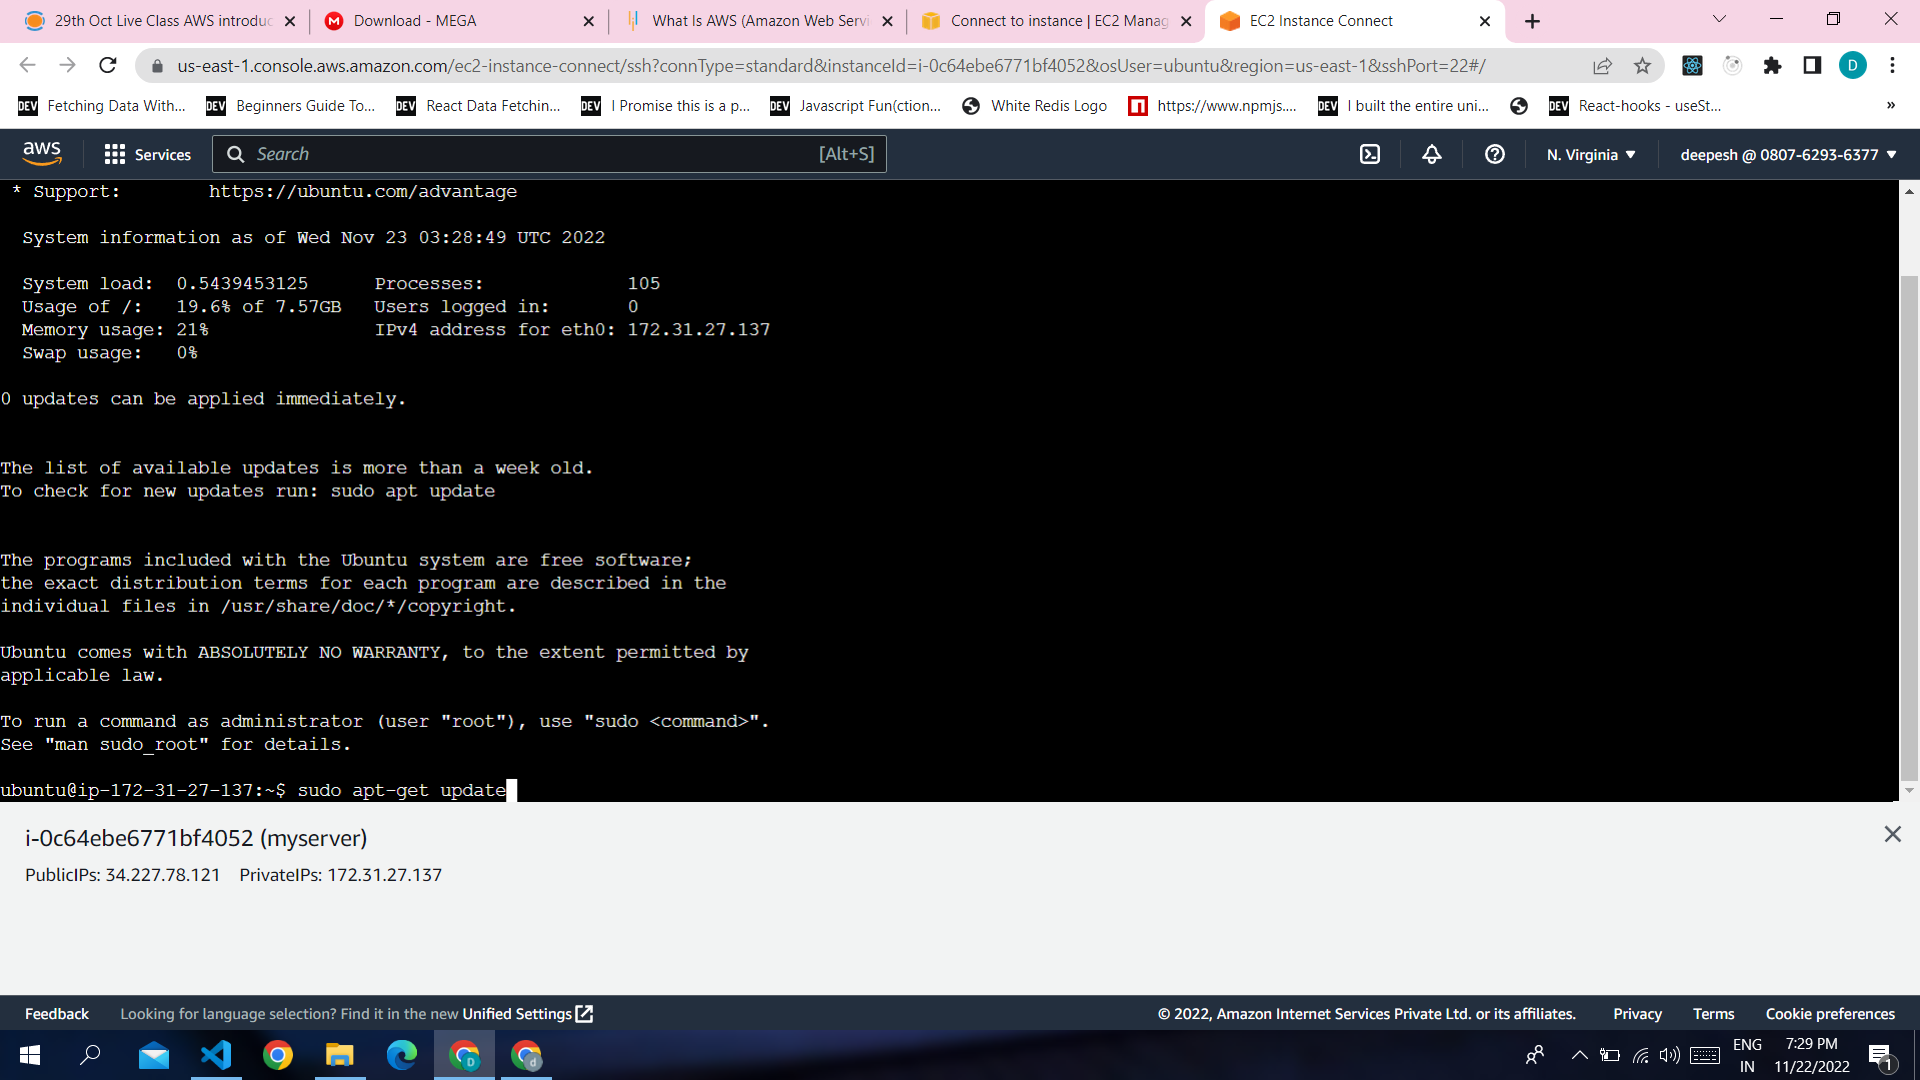 29th Oct Live Class AWS introduc
Download - MEGA
What Is AWS (Amazon Web Servi
Connect to instance | EC2 Manag
EC2 Instance Connect
us-east-1.console.aws.amazon.com/ec2-instance-connect/ssh?connType=standard&instanceId=i-0c64ebe6771bf4052&osUser=ubuntu&region=us-east-1&sshPort=22#/
D
DEV Fetching Data With...
DEV Beginners Guide To...
DEV React Data Fetchin...
DEV I Promise this is a p...
DEV Javascript Fun(ction...
White Redis Logo
https://www.npmjs....
DEV I built the entire uni...
DEV React-hooks - useSt...
»
aws
Services
Search [Alt+S]
N. Virginia
deepesh @ 0807-6293-6377
* Support: https://ubuntu.com/advantage
System information as of Wed Nov 23 03:28:49 UTC 2022
System load: 0.5439453125 Processes: 105
Usage of /: 19.6% of 7.57GB Users logged in: 0
Memory usage: 21% IPv4 address for eth0: 172.31.27.137
Swap usage: 0%
0 updates can be applied immediately.
The list of available updates is more than a week old.
To check for new updates run: sudo apt update
The programs included with the Ubuntu system are free software;
the exact distribution terms for each program are described in the
individual files in /usr/share/doc/*/copyright.
Ubuntu comes with ABSOLUTELY NO WARRANTY, to the extent permitted by
applicable law.
To run a command as administrator (user "root"), use "sudo <command>".
See "man sudo_root" for details.
ubuntu@ip-172-31-27-137:~$ sudo apt-get update
i-0c64ebe6771bf4052 (myserver)
PublicIPs: 34.227.78.121 PrivateIPs: 172.31.27.137
Feedback
Looking for language selection? Find it in the new Unified Settings
© 2022, Amazon Internet Services Private Ltd. or its affiliates.
Privacy
Terms
Cookie preferences
ENG
IN
7:29 PM
11/22/2022
1